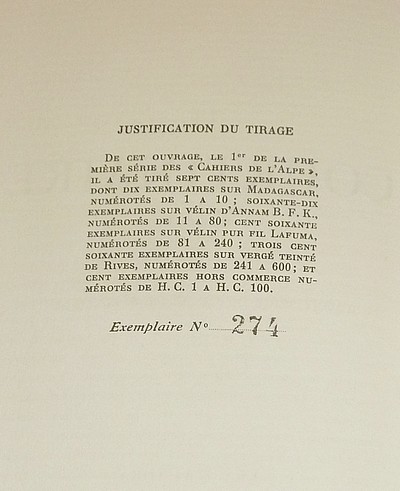 JUSTIFICATION DU TIRAGE
DE CET OUVRAGE, LE 1er DE LA PRE-
MIÈRE SÉRIE DES « CAHIERS DE L'ALPE »,
IL A ÉTÉ TIRÉ SEPT CENTS EXEMPLAIRES,
DONT DIX EXEMPLAIRES SUR MADAGASCAR,
NUMÉROTÉS DE 1 A 10 ; SOIXANTE-DIX
EXEMPLAIRES SUR VÉLIN D'ANNAM B. F. K.,
NUMÉROTÉS DE 11 A 80 ; CENT SOIXANTE
EXEMPLAIRES SUR VÉLIN PUR FIL LAFUMA,
NUMÉROTÉS DE 81 A 240 ; TROIS CENT
SOIXANTE EXEMPLAIRES SUR VERGÉ TEINTÉ
DE RIVES, NUMÉROTÉS DE 241 A 600 ; ET
CENT EXEMPLAIRES HORS COMMERCE NU-
MÉROTÉS DE H. C. 1 A H. C. 100.
Exemplaire No 274